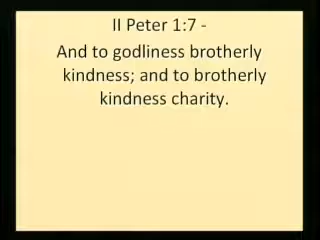 II Peter 1:7 -
And to godliness brotherly
kindness; and to brotherly
kindness charity.